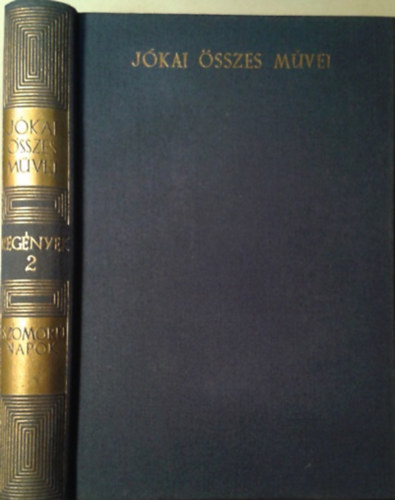 JÓKAI ÖSSZES MŰVEI
JÓKAI
ÖSSZES
MŰVEI
REGÉNYEK
2
SZOMORÚ
NAPOK